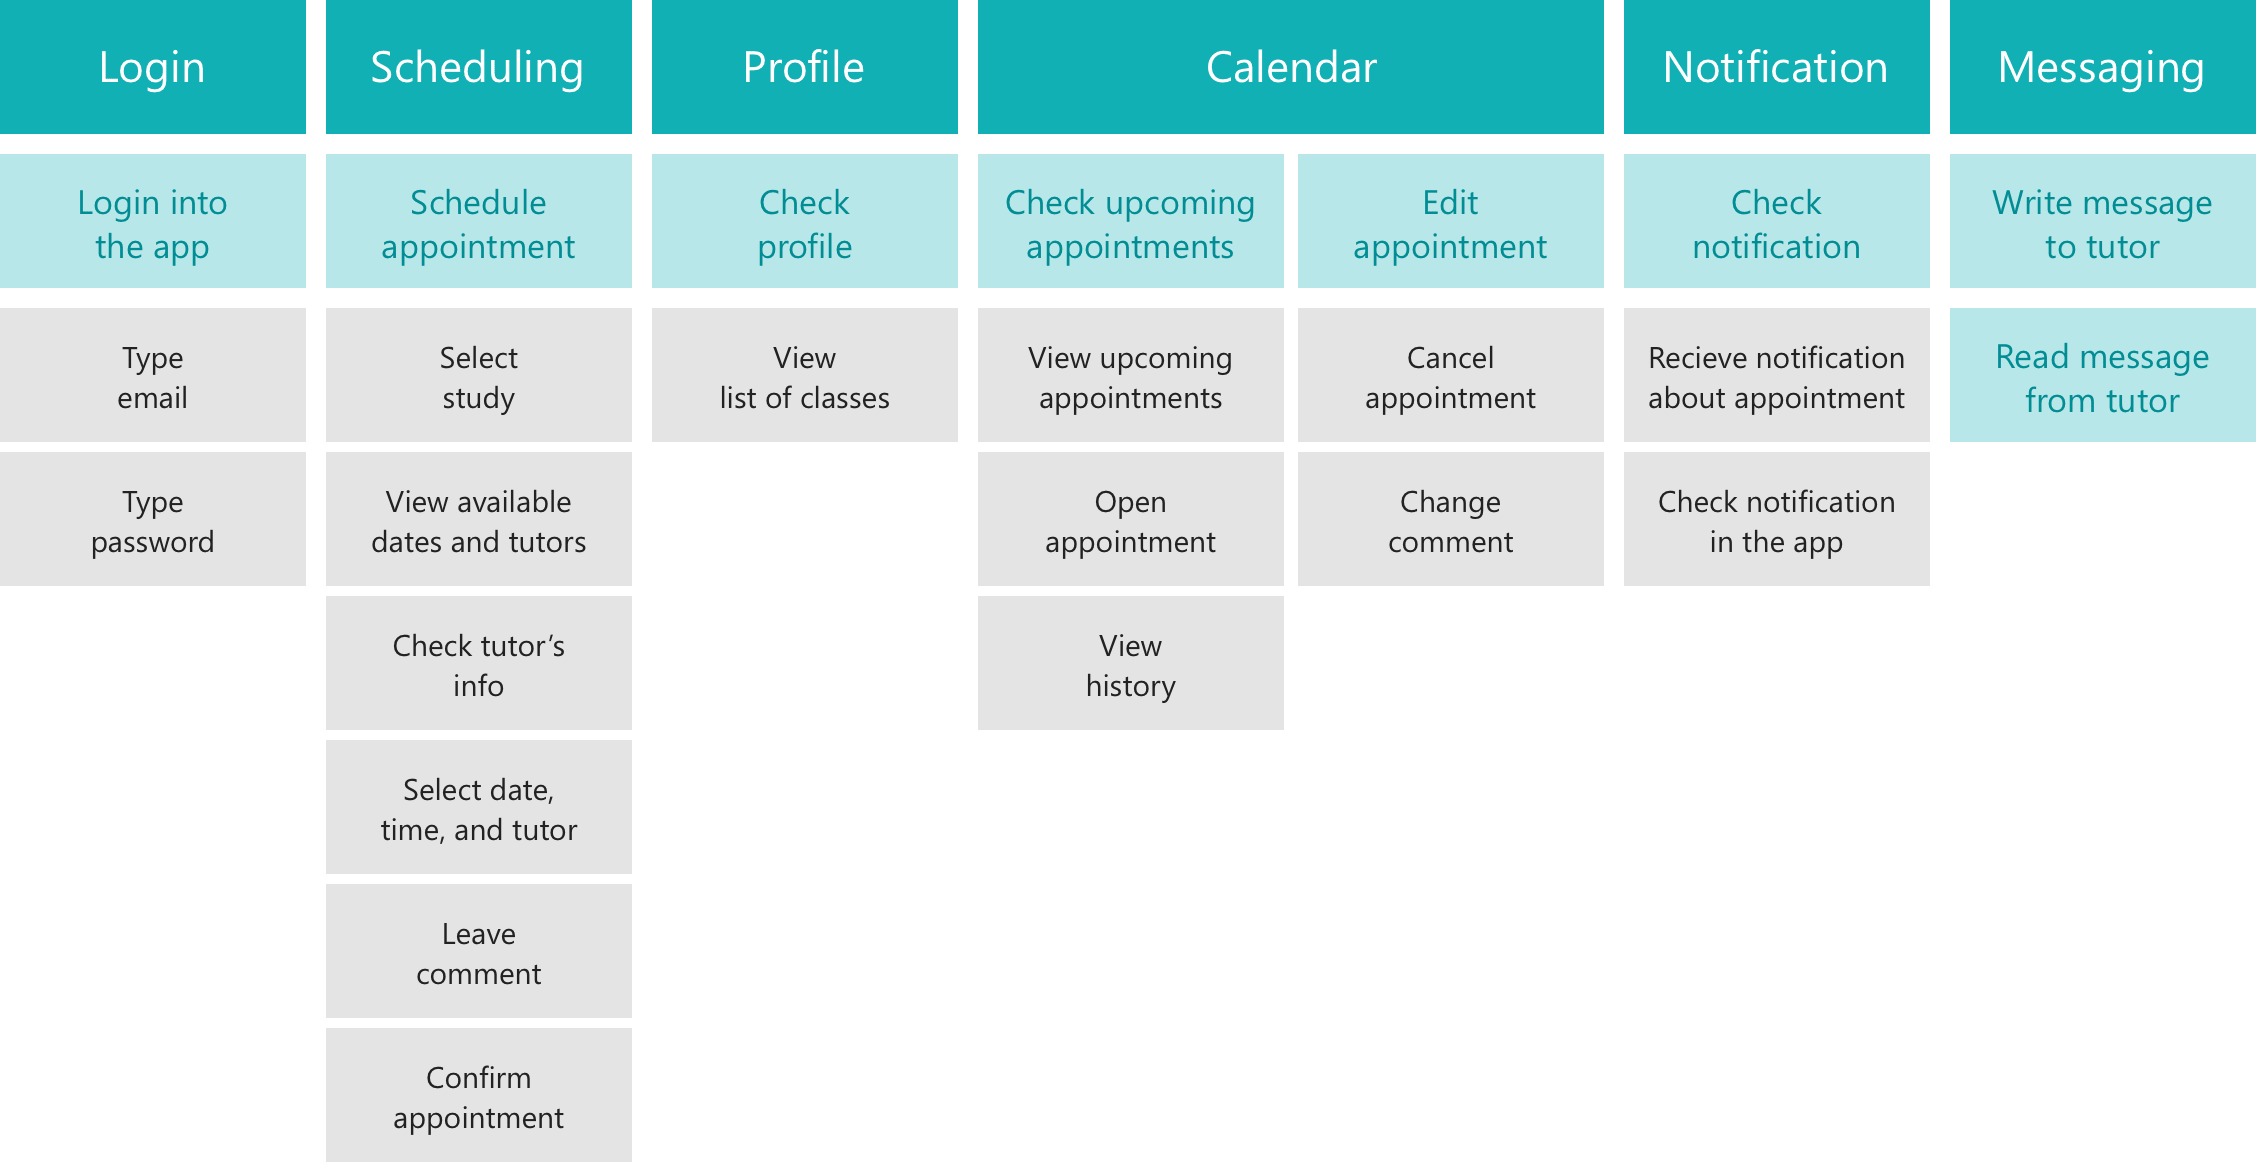 Login
Scheduling
Profile
Calendar
Notification
Messaging
Login into
the app
Schedule
appointment
Check
profile
Check upcoming
appointments
Edit
appointment
Check
notification
Write message
to tutor
Type
email
Select
study
View
list of classes
View upcoming
appointments
Cancel
appointment
Recieve notification
about appointment
Read message
from tutor
Type
password
View available
dates and tutors
Open
appointment
Change
comment
Check notification
in the app
Check tutor’s
info
View
history
Select date,
time, and tutor
Leave
comment
Confirm
appointment